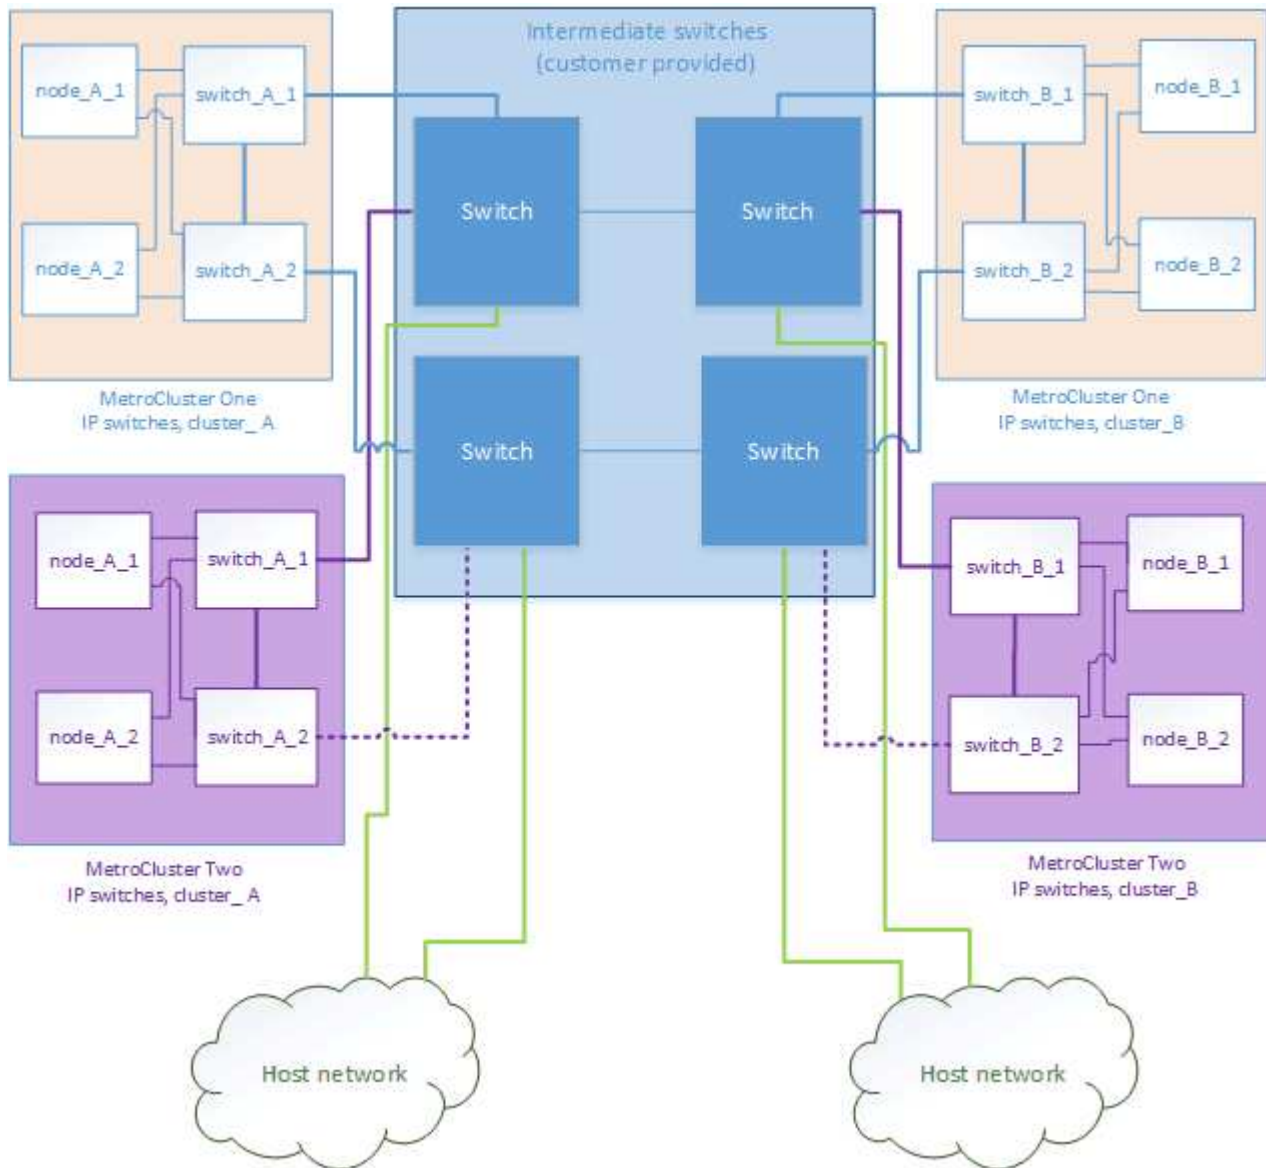 Intermediate switches
(customer provided)
node_A_1
switch_A_1
node_A_2
switch_A_2
MetroCluster One
IP switches, cluster_ A
Switch
Switch
Switch
Switch
switch_B_1
node_B_1
switch_B_2
node_B_2
MetroCluster One
IP switches, cluster_B
node_A_1
switch_A_1
node_A_2
switch_A_2
MetroCluster Two
IP switches, cluster_ A
switch_B_1
node_B_1
switch_B_2
node_B_2
MetroCluster Two
IP switches, cluster_B
Host network
Host network